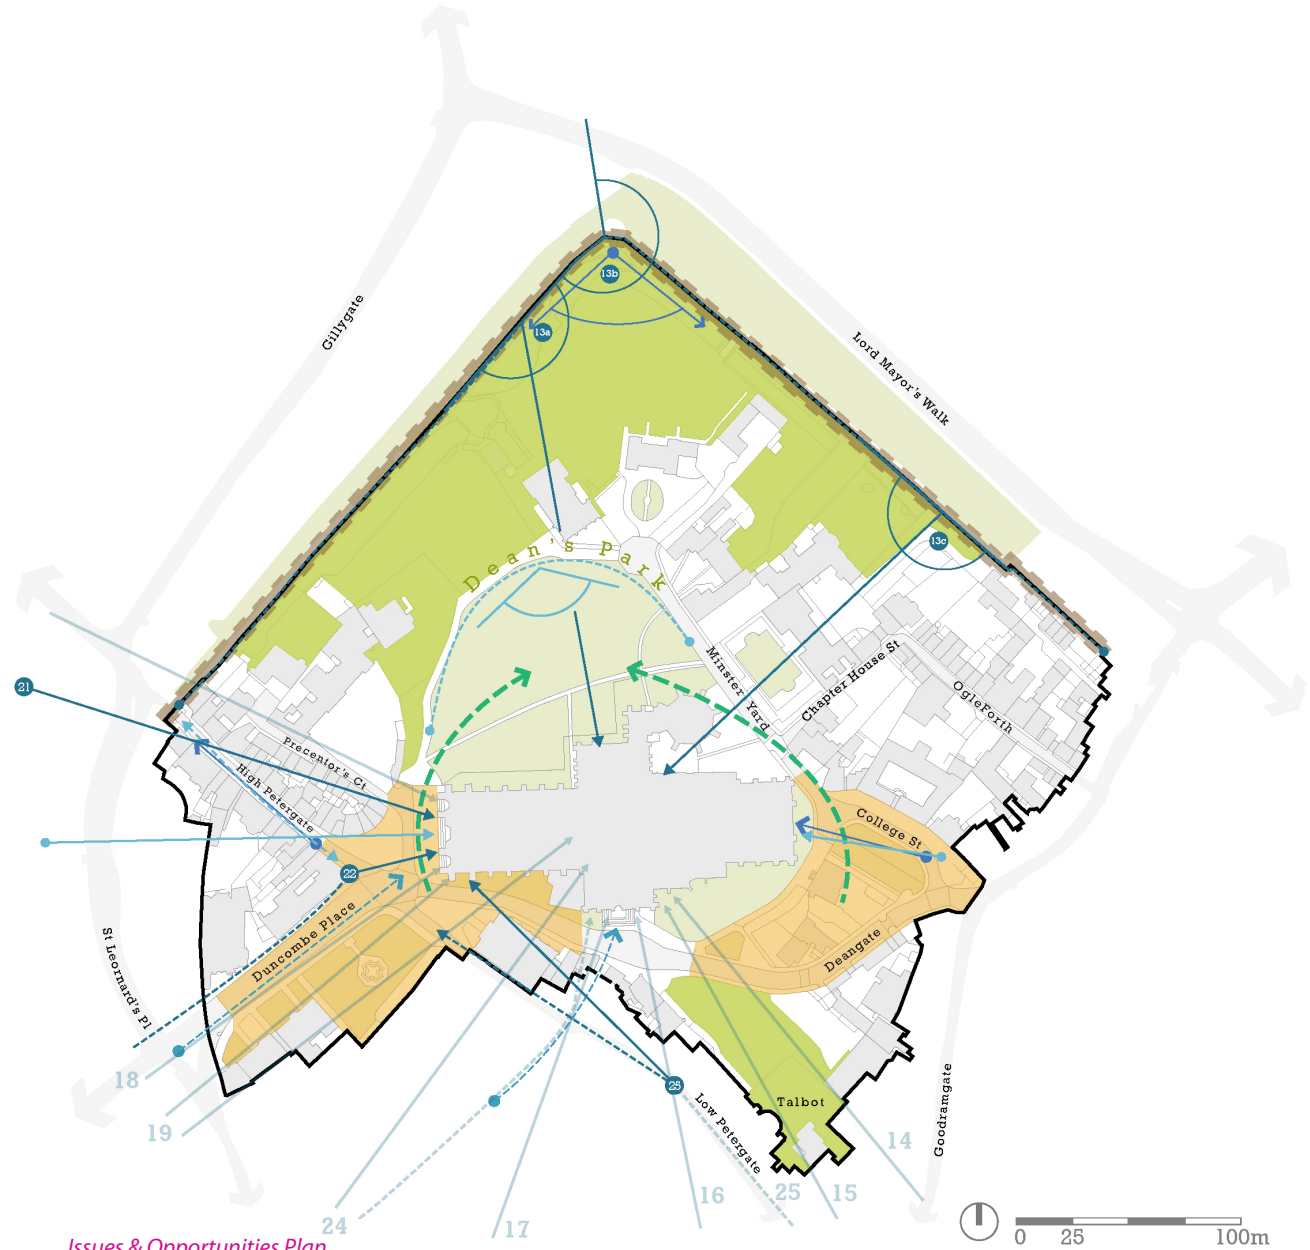 Gillygate
Lord Mayor's Walk
13b
13a
13c
Dean's Park
Minster Yard
Chapter House St
OgleForth
21
Precentor's Ct
High Petergate
College St
22
Duncombe Place
Deangate
St Leornard's Pl
18
19
25
Low Petergate
Talbot
Goodramgate
14
15
25
16
17
24
0 25 100m
Issues & Opportunities Plan